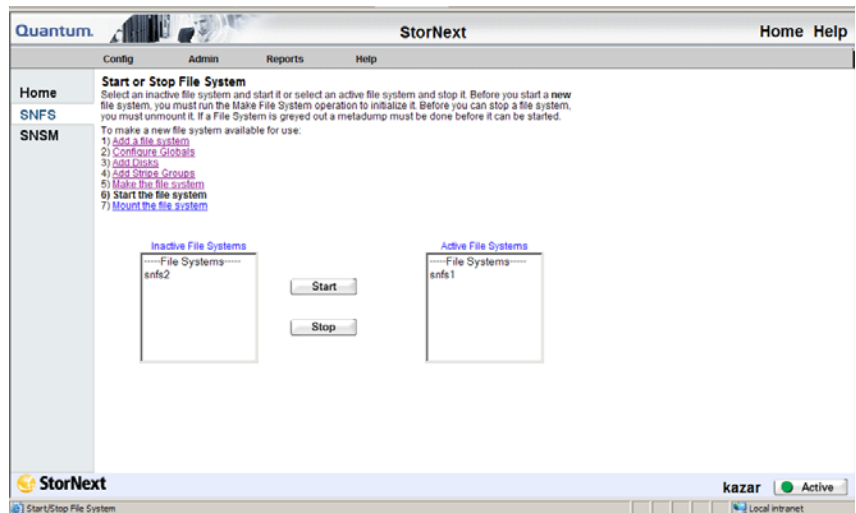 Quantum.
StorNext
Home Help
Config Admin Reports Help
Home
SNFS
SNSM
Start or Stop File System
Select an inactive file system and start it or select an active file system and stop it. Before you start a new
file system, you must run the Make File System operation to initialize it. Before you can stop a file system,
you must unmount it. If a File System is greyed out a metadump must be done before it can be started.
To make a new file system available for use:
1) Add a file system
2) Configure Globals
3) Add Disks
4) Add Stripe Groups
5) Make the file system
6) Start the file system
7) Mount the file system
Inactive File Systems
-----File Systems-----
snfs2
Start
Stop
Active File Systems
-----File Systems-----
snfs1
StorNext
kazar Active
Start/Stop File System
Local intranet